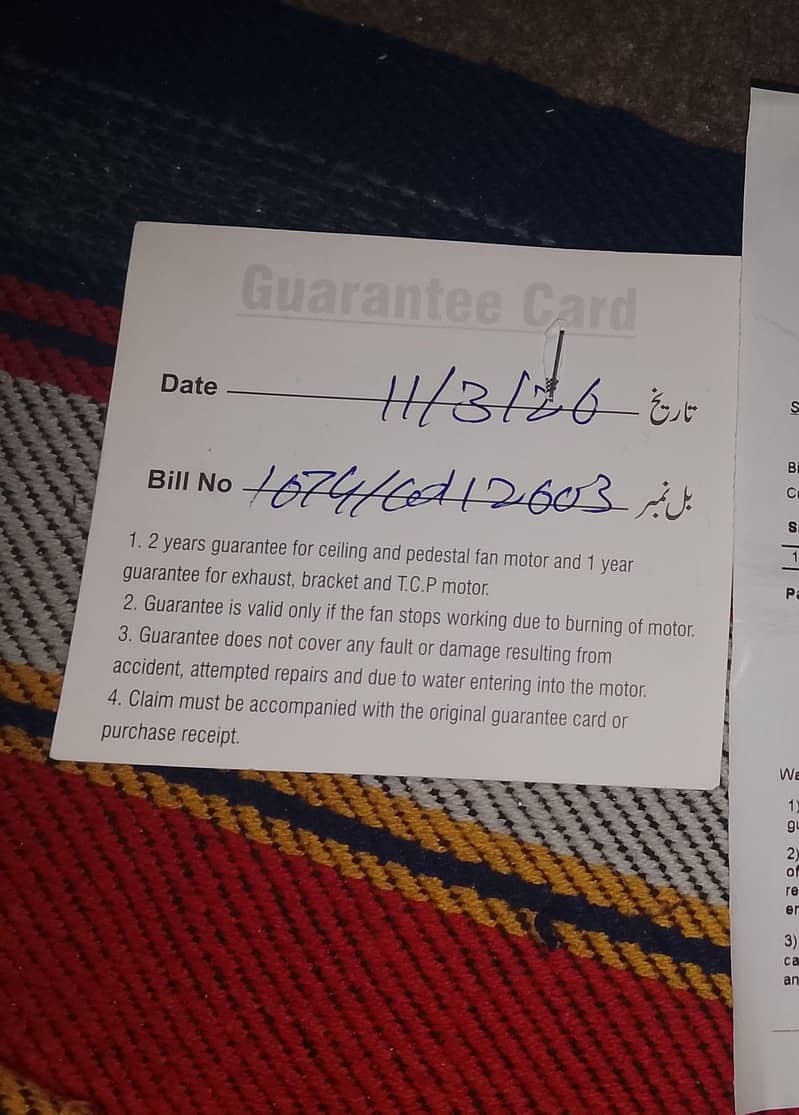 Guarantee Card
Date 11/3/26 تاریخ
Bill No 1674/Cd12603 بل نمبر
1. 2 years guarantee for ceiling and pedestal fan motor and 1 year
guarantee for exhaust, bracket and T.C.P motor.
2. Guarantee is valid only if the fan stops working due to burning of motor.
3. Guarantee does not cover any fault or damage resulting from
accident, attempted repairs and due to water entering into the motor.
4. Claim must be accompanied with the original guarantee card or
purchase receipt.
1)
2)
3)